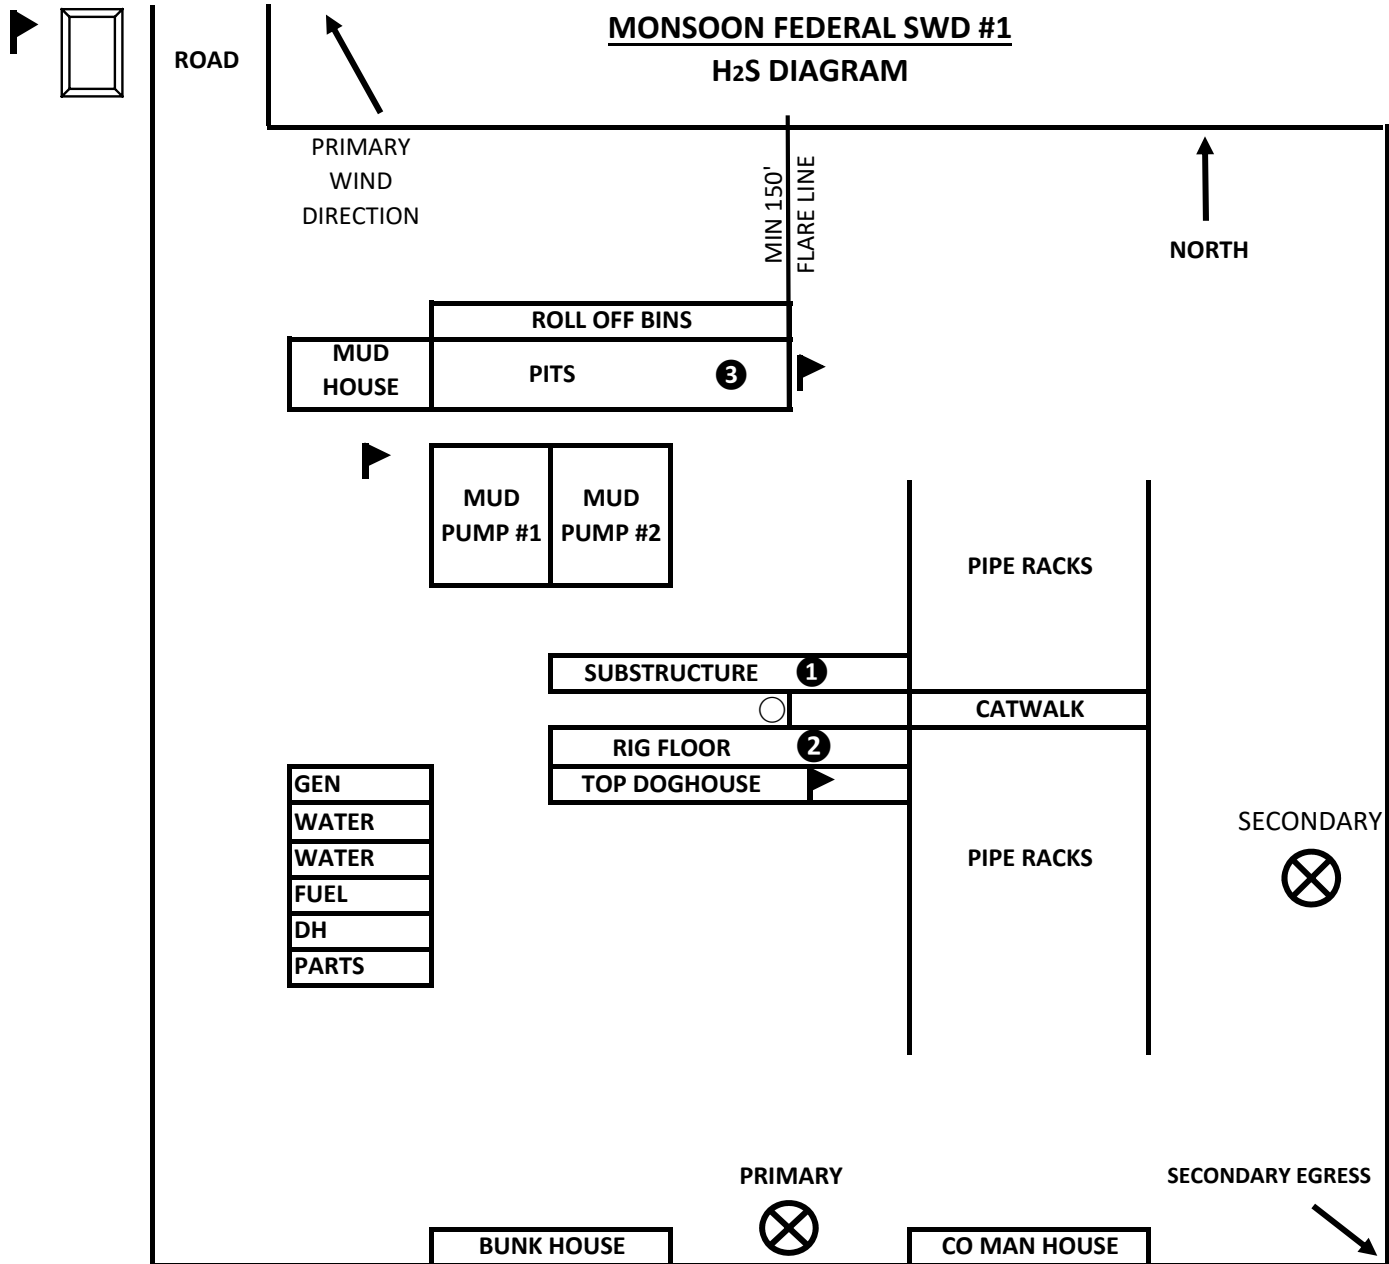 MONSOON FEDERAL SWD #1
H2S DIAGRAM
ROAD
PRIMARY
WIND
DIRECTION
MIN 150'
FLARE LINE
NORTH
ROLL OFF BINS
MUD
HOUSE
PITS
3
MUD
PUMP #1
MUD
PUMP #2
PIPE RACKS
SUBSTRUCTURE
1
CATWALK
RIG FLOOR
2
TOP DOGHOUSE
GEN
WATER
WATER
FUEL
DH
PARTS
PIPE RACKS
SECONDARY
PRIMARY
SECONDARY EGRESS
BUNK HOUSE
CO MAN HOUSE